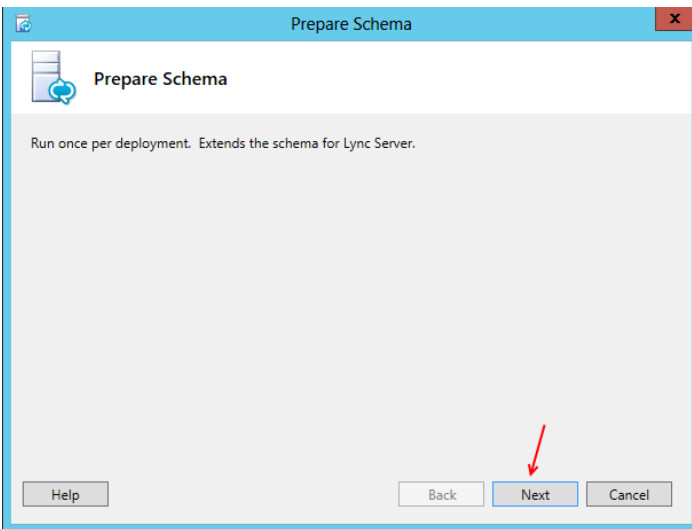 Prepare Schema
x
Prepare Schema
Run once per deployment. Extends the schema for Lync Server.
Help
Back
Next
Cancel